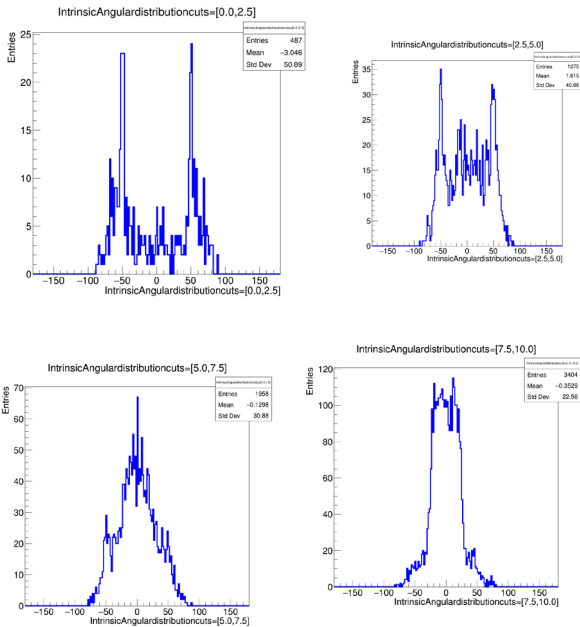 IntrinsicAngulardistributioncuts=[0.0,2.5]
Entries 487
Mean −3.046
Std Dev 50.89
Entries
25
20
15
10
5
0
−150 −100 −50 0 50 100 150
IntrinsicAngulardistributioncuts=[0.0,2.5]
IntrinsicAngulardistributioncuts=[2.5,5.0]
Entries 1275
Mean 1.615
Std Dev 40.66
Entries
35
30
25
20
15
10
5
0
−150 −100 −50 0 50 100 150
IntrinsicAngulardistributioncuts=[2.5,5.0]
IntrinsicAngulardistributioncuts=[5.0,7.5]
Entries 1958
Mean −0.1298
Std Dev 30.88
Entries
70
60
50
40
30
20
10
0
−150 −100 −50 0 50 100 150
IntrinsicAngulardistributioncuts=[5.0,7.5]
IntrinsicAngulardistributioncuts=[7.5,10.0]
Entries 3404
Mean −0.3529
Std Dev 22.56
Entries
120
100
80
60
40
20
0
−150 −100 −50 0 50 100 150
IntrinsicAngulardistributioncuts=[7.5,10.0]